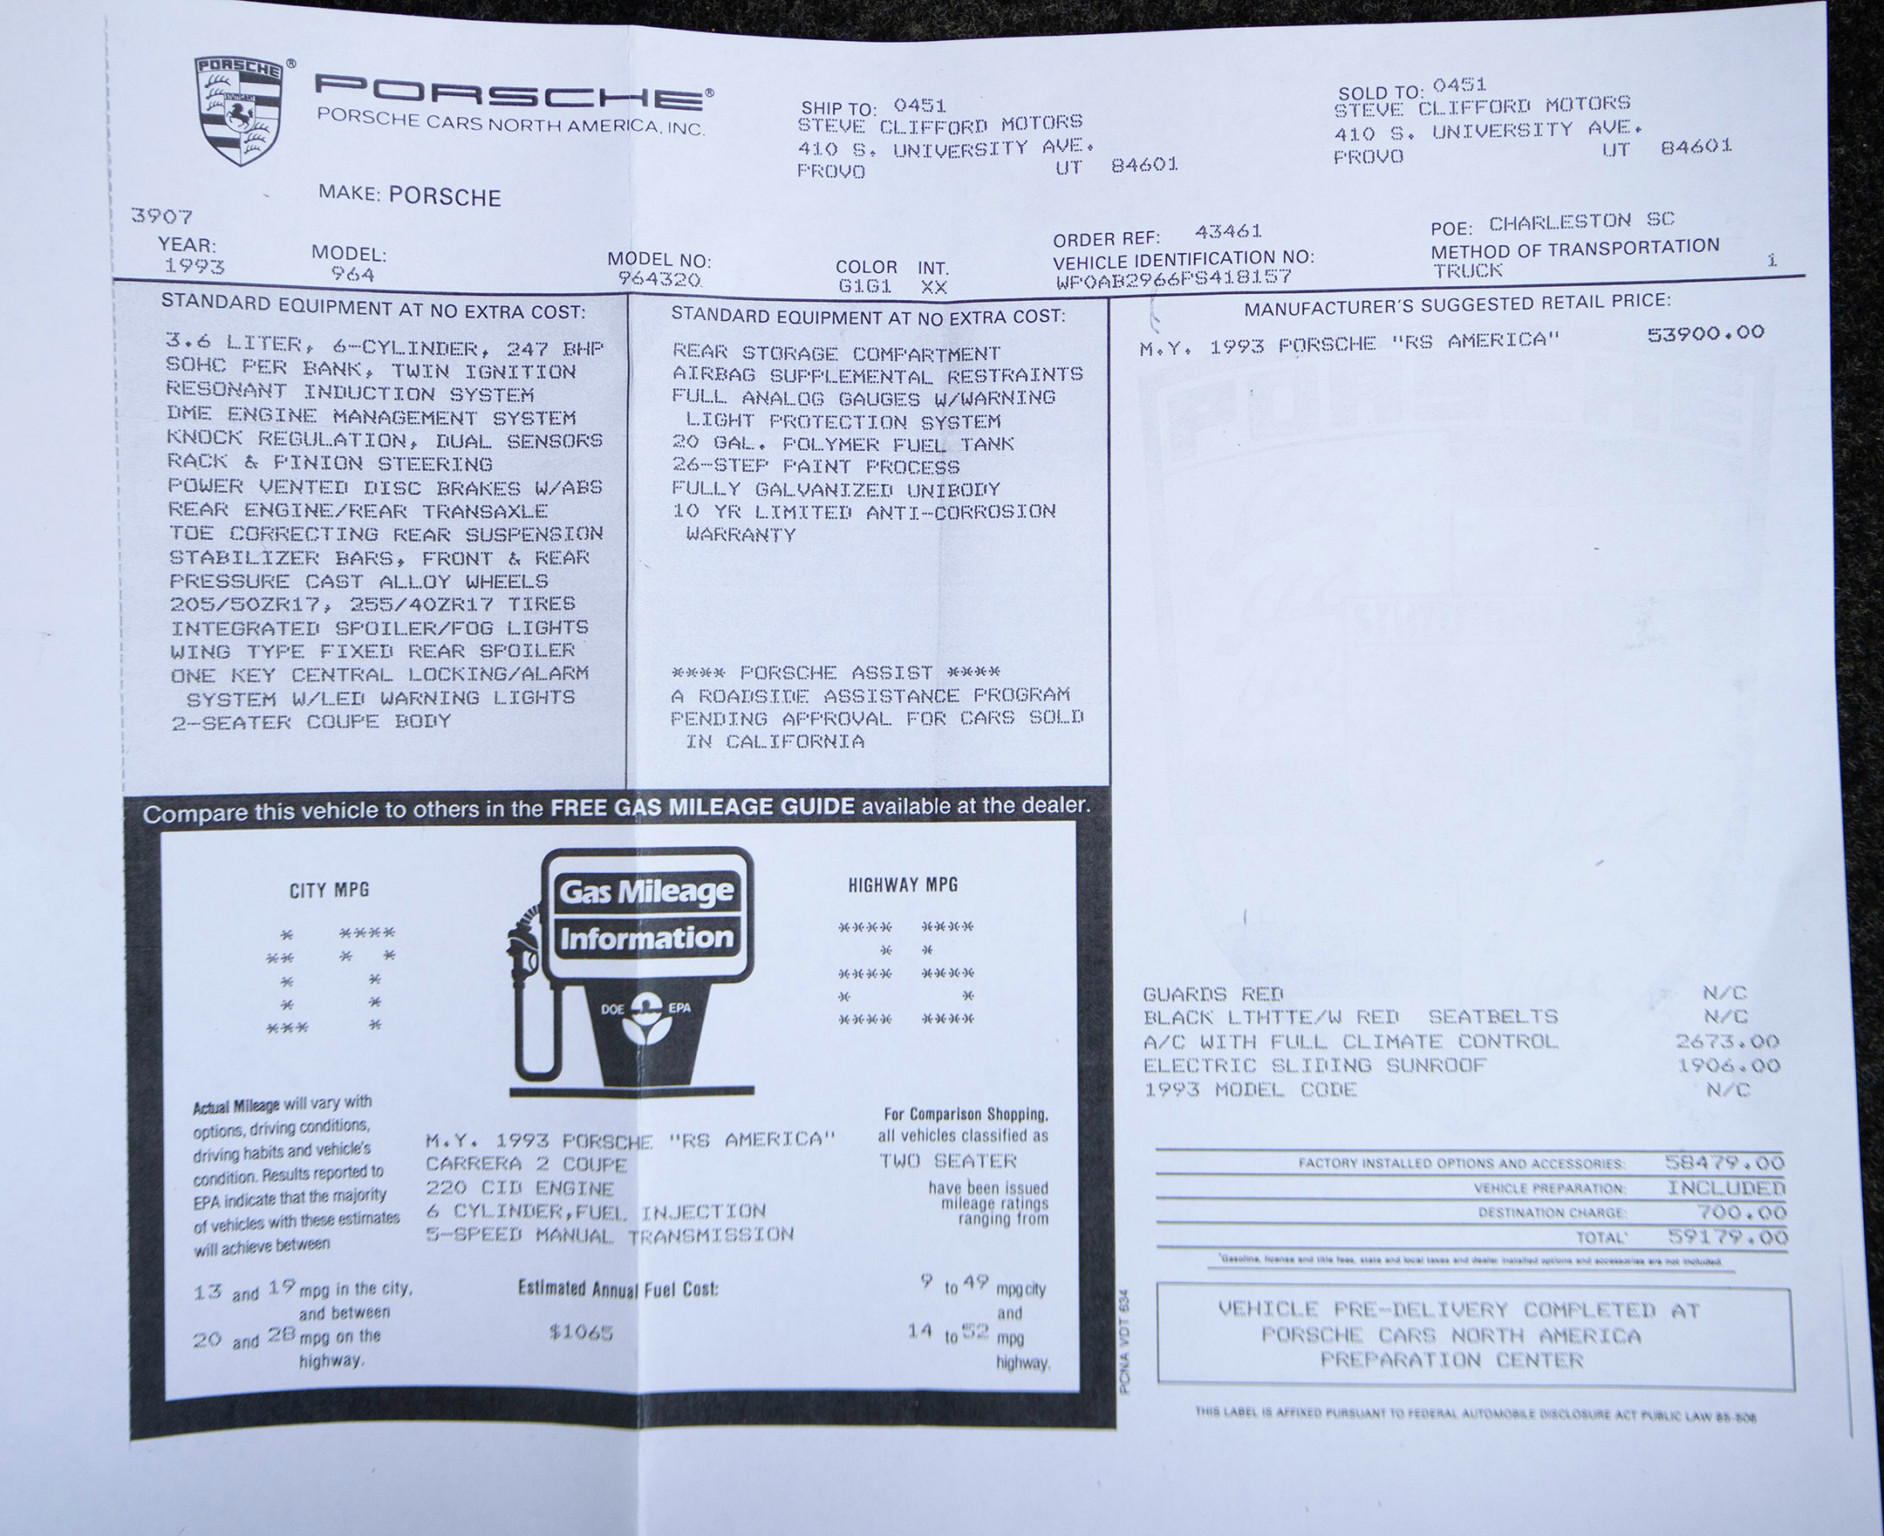 PORSCHE ®
PORSCHE®
PORSCHE CARS NORTH AMERICA, INC.
MAKE: PORSCHE
SHIP TO: 0451
STEVE CLIFFORD MOTORS
410 S. UNIVERSITY AVE.
PROVO UT 84601
SOLD TO: 0451
STEVE CLIFFORD MOTORS
410 S. UNIVERSITY AVE.
PROVO UT 84601
3907
YEAR:
1993
MODEL:
964
MODEL NO:
964320
COLOR INT.
G1G1 XX
ORDER REF: 43461
VEHICLE IDENTIFICATION NO:
WP0AB2966PS418157
POE: CHARLESTON SC
METHOD OF TRANSPORTATION
TRUCK
i
STANDARD EQUIPMENT AT NO EXTRA COST:
3.6 LITER, 6-CYLINDER, 247 BHP
SOHC PER BANK, TWIN IGNITION
RESONANT INDUCTION SYSTEM
DME ENGINE MANAGEMENT SYSTEM
KNOCK REGULATION, DUAL SENSORS
RACK & PINION STEERING
POWER VENTED DISC BRAKES W/ABS
REAR ENGINE/REAR TRANSAXLE
TOE CORRECTING REAR SUSPENSION
STABILIZER BARS, FRONT & REAR
PRESSURE CAST ALLOY WHEELS
205/50ZR17, 255/40ZR17 TIRES
INTEGRATED SPOILER/FOG LIGHTS
WING TYPE FIXED REAR SPOILER
ONE KEY CENTRAL LOCKING/ALARM
SYSTEM W/LED WARNING LIGHTS
2-SEATER COUPE BODY
STANDARD EQUIPMENT AT NO EXTRA COST:
REAR STORAGE COMPARTMENT
AIRBAG SUPPLEMENTAL RESTRAINTS
FULL ANALOG GAUGES W/WARNING
LIGHT PROTECTION SYSTEM
20 GAL. POLYMER FUEL TANK
26-STEP PAINT PROCESS
FULLY GALVANIZED UNIBODY
10 YR LIMITED ANTI-CORROSION
WARRANTY
**** PORSCHE ASSIST ****
A ROADSIDE ASSISTANCE PROGRAM
PENDING APPROVAL FOR CARS SOLD
IN CALIFORNIA
MANUFACTURER'S SUGGESTED RETAIL PRICE:
M.Y. 1993 PORSCHE "RS AMERICA" 53900.00
GUARDS RED N/C
BLACK LTHTTE/W RED SEATBELTS N/C
A/C WITH FULL CLIMATE CONTROL 2673.00
ELECTRIC SLIDING SUNROOF 1906.00
1993 MODEL CODE N/C
FACTORY INSTALLED OPTIONS AND ACCESSORIES: 58479.00
VEHICLE PREPARATION: INCLUDED
DESTINATION CHARGE: 700.00
TOTAL* 59179.00
*Gasoline, license and title fees, state and local taxes and dealer installed options and accessories are not included.
VEHICLE PRE-DELIVERY COMPLETED AT
PORSCHE CARS NORTH AMERICA
PREPARATION CENTER
THIS LABEL IS AFFIXED PURSUANT TO FEDERAL AUTOMOBILE DISCLOSURE ACT PUBLIC LAW 85-506
PCNA VDT 634
Compare this vehicle to others in the FREE GAS MILEAGE GUIDE available at the dealer.
CITY MPG
17
Gas Mileage
Information
DOE EPA
HIGHWAY MPG
25
Actual Mileage will vary with
options, driving conditions,
driving habits and vehicle's
condition. Results reported to
EPA indicate that the majority
of vehicles with these estimates
will achieve between
13 and 19 mpg in the city,
and between
20 and 28 mpg on the
highway.
M.Y. 1993 PORSCHE "RS AMERICA"
CARRERA 2 COUPE
220 CID ENGINE
6 CYLINDER,FUEL INJECTION
5-SPEED MANUAL TRANSMISSION
Estimated Annual Fuel Cost:
$1065
For Comparison Shopping,
all vehicles classified as
TWO SEATER
have been issued
mileage ratings
ranging from
9 to 49 mpg city
and
14 to 52 mpg
highway.